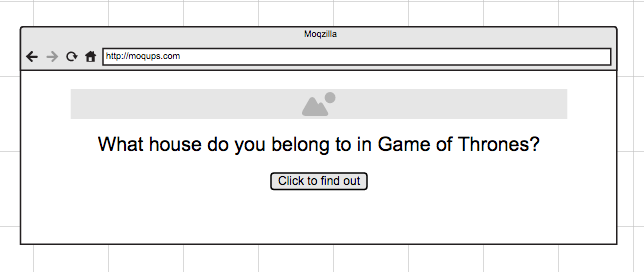 Moqzilla
http://moqups.com
What house do you belong to in Game of Thrones?
Click to find out